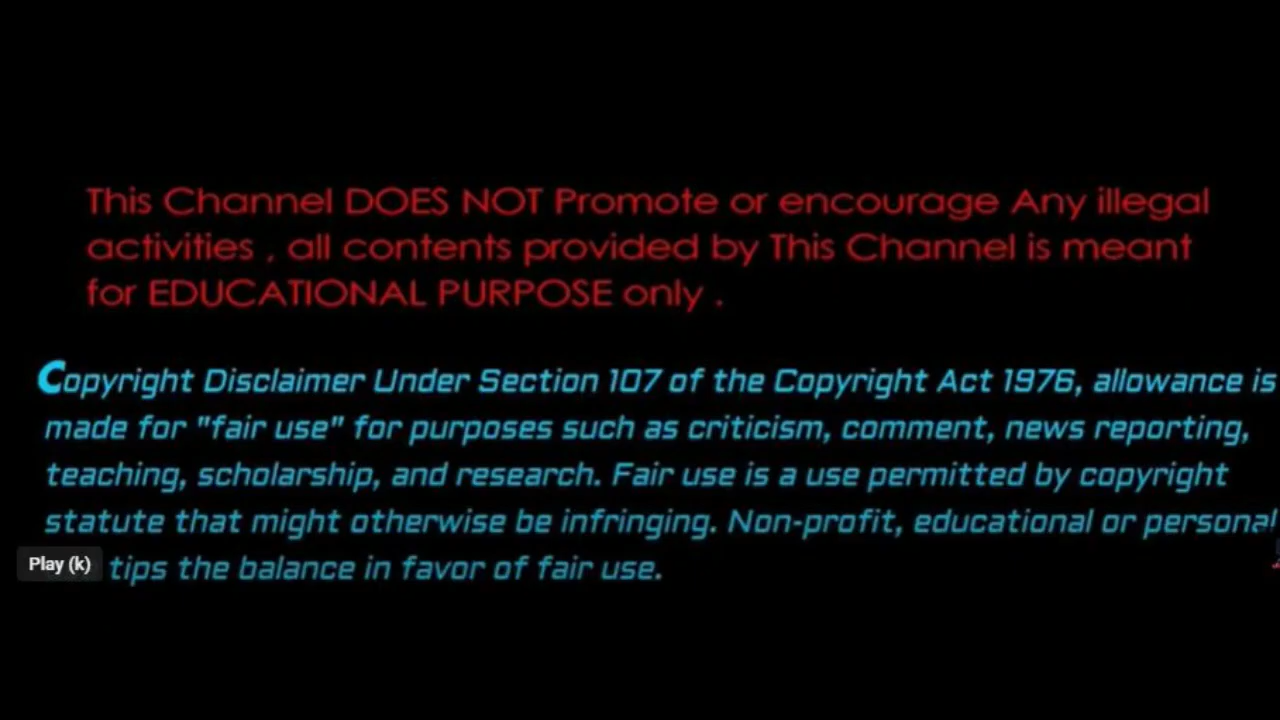 This Channel DOES NOT Promote or encourage Any illegal
activities , all contents provided by This Channel is meant
for EDUCATIONAL PURPOSE only .
Copyright Disclaimer Under Section 107 of the Copyright Act 1976, allowance is
made for "fair use" for purposes such as criticism, comment, news reporting,
teaching, scholarship, and research. Fair use is a use permitted by copyright
statute that might otherwise be infringing. Non-profit, educational or personal
Play (k) tips the balance in favor of fair use.